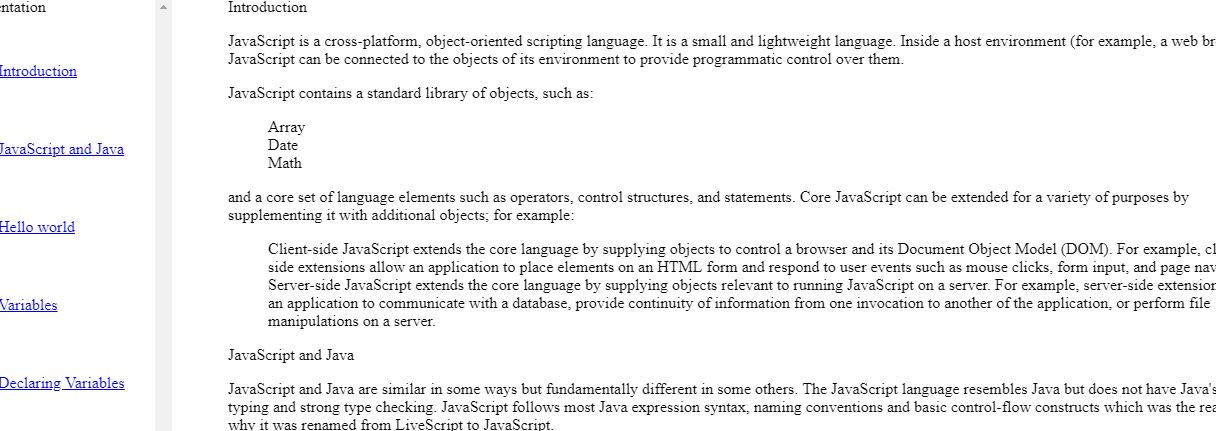 entation
Introduction
JavaScript and Java
Hello world
Variables
Declaring Variables
Introduction
JavaScript is a cross-platform, object-oriented scripting language. It is a small and lightweight language. Inside a host environment (for example, a web
JavaScript can be connected to the objects of its environment to provide programmatic control over them.
JavaScript contains a standard library of objects, such as:
Array
Date
Math
and a core set of language elements such as operators, control structures, and statements. Core JavaScript can be extended for a variety of purposes by
supplementing it with additional objects; for example:
Client-side JavaScript extends the core language by supplying objects to control a browser and its Document Object Model (DOM). For example,
side extensions allow an application to place elements on an HTML form and respond to user events such as mouse clicks, form input, and page
Server-side JavaScript extends the core language by supplying objects relevant to running JavaScript on a server. For example, server-side extension
an application to communicate with a database, provide continuity of information from one invocation to another of the application, or perform file
manipulations on a server.
JavaScript and Java
JavaScript and Java are similar in some ways but fundamentally different in some others. The JavaScript language resembles Java but does not have Java's
typing and strong type checking. JavaScript follows most Java expression syntax, naming conventions and basic control-flow constructs which was the
why it was renamed from LiveScript to JavaScript.